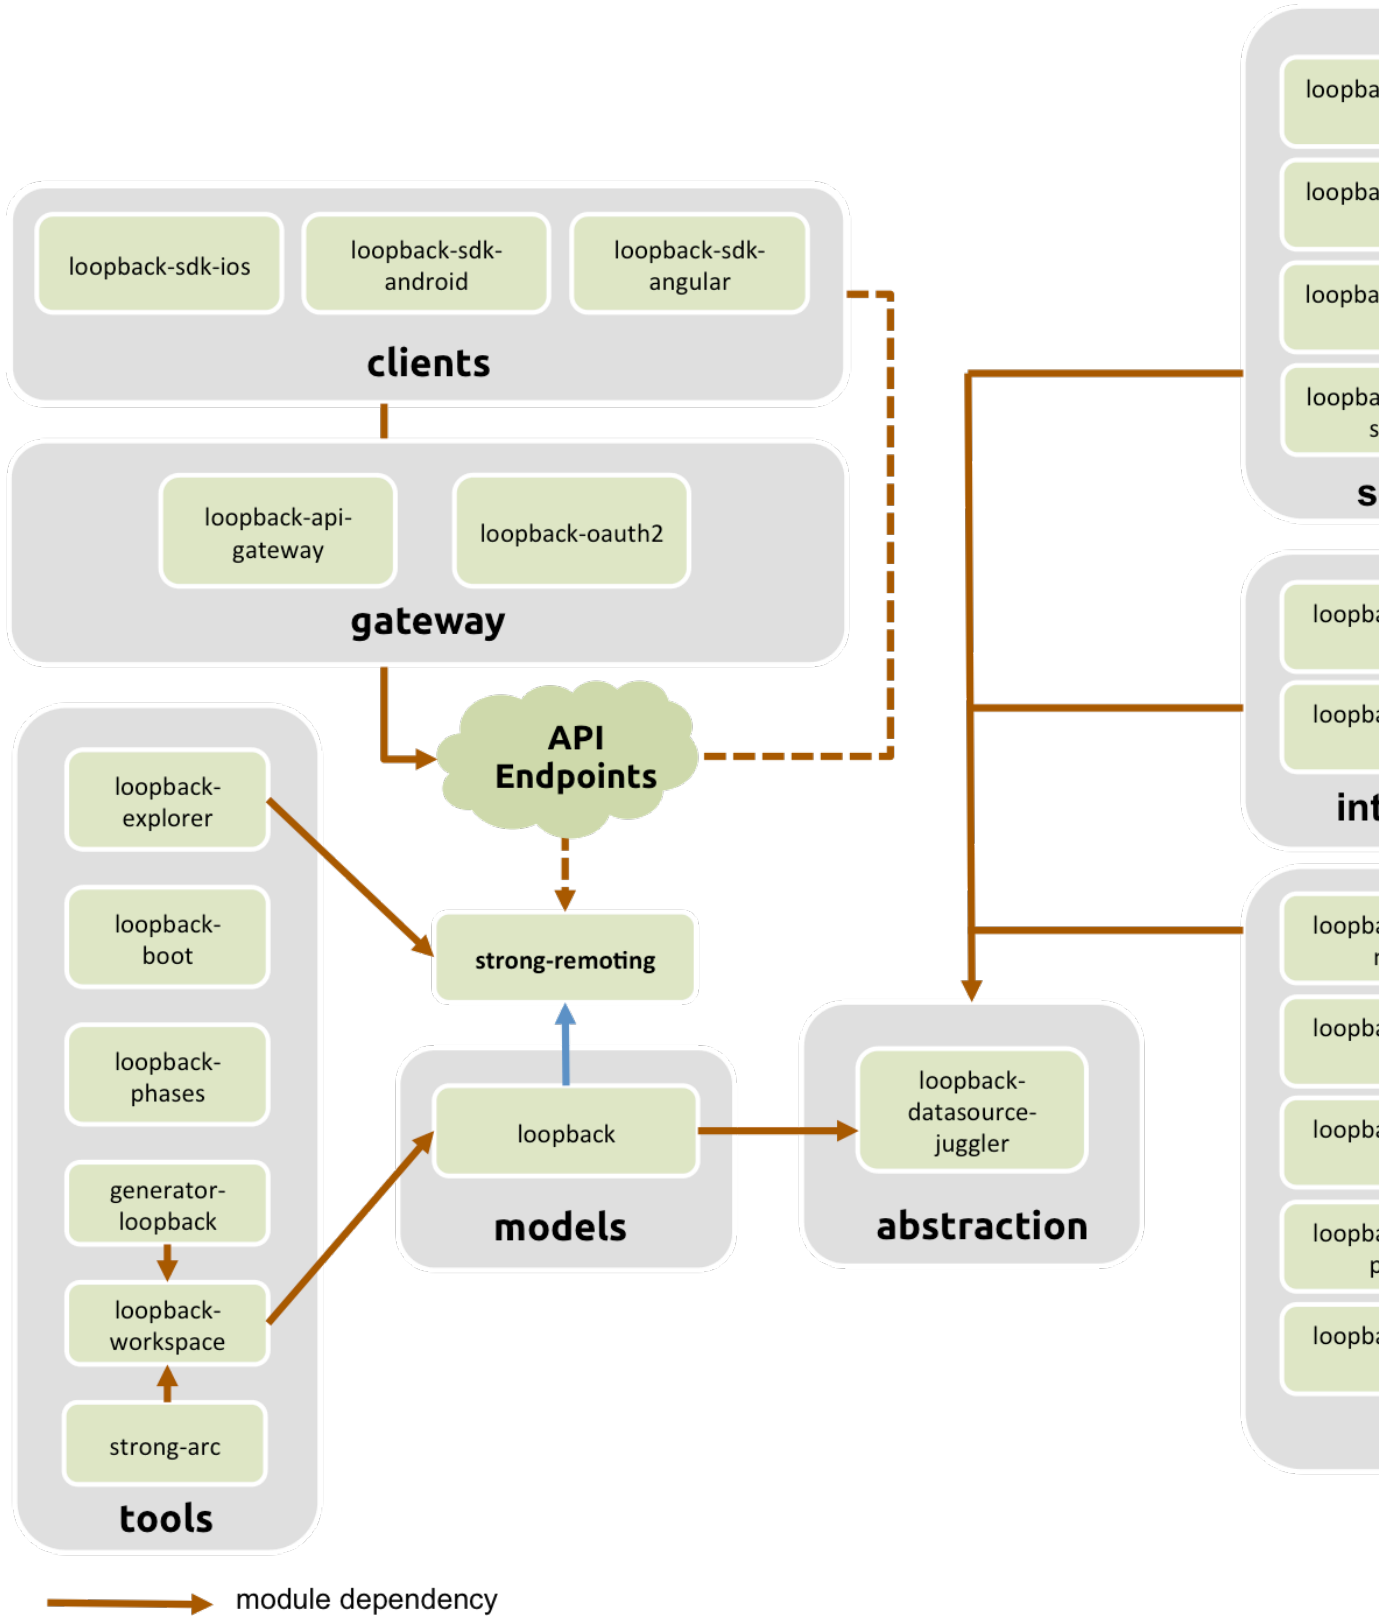 loopback-sdk-ios
loopback-sdk-
android
loopback-sdk-
angular
clients
loopback-api-
gateway
loopback-oauth2
gateway
API
Endpoints
loopback-
explorer
loopback-
boot
loopback-
phases
generator-
loopback
loopback-
workspace
strong-arc
tools
strong-remoting
loopback
models
loopback-
datasource-
juggler
abstraction
module dependency